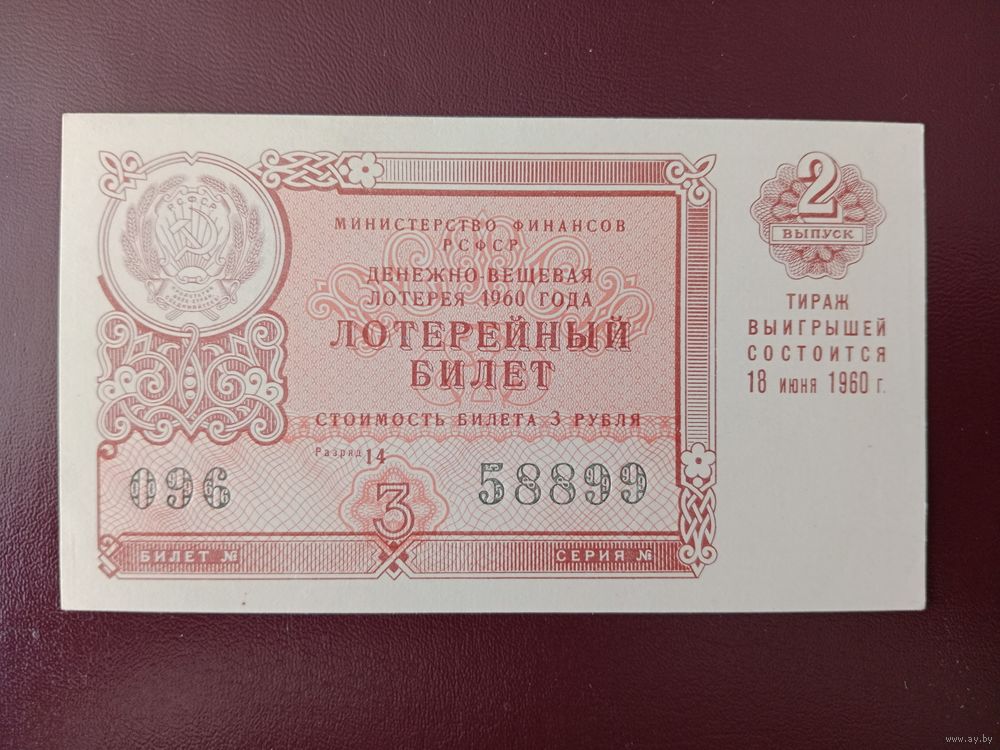 РСФСР
МИНИСТЕРСТВО ФИНАНСОВ
РСФСР
ДЕНЕЖНО-ВЕЩЕВАЯ
ЛОТЕРЕЯ 1960 ГОДА
ЛОТЕРЕЙНЫЙ
БИЛЕТ
СТОИМОСТЬ БИЛЕТА 3 РУБЛЯ
Разряд 14
096
3
58899
БИЛЕТ №
СЕРИЯ №
2
ВЫПУСК
ТИРАЖ
ВЫИГРЫШЕЙ
СОСТОИТСЯ
18 июня 1960 г.
www.ay.by